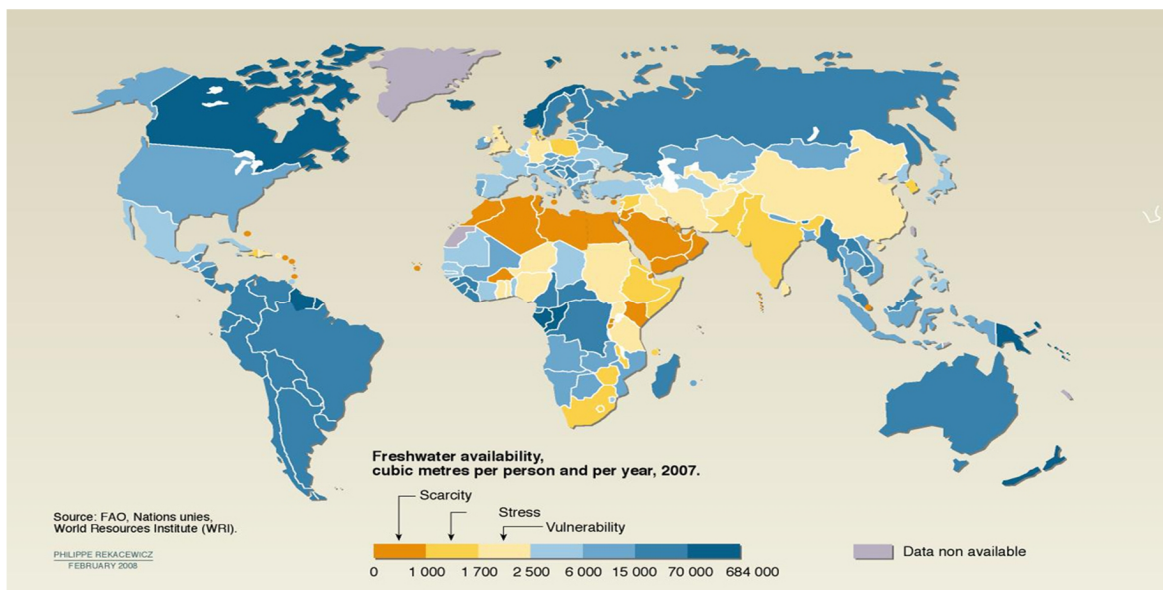 Freshwater availability,
cubic metres per person and per year, 2007.
Scarcity
Stress
Vulnerability
0 1 000 1 700 2 500 6 000 15 000 70 000 684 000
Data non available
Source: FAO, Nations unies,
World Resources Institute (WRI).
PHILIPPE REKACEWICZ
FEBRUARY 2008